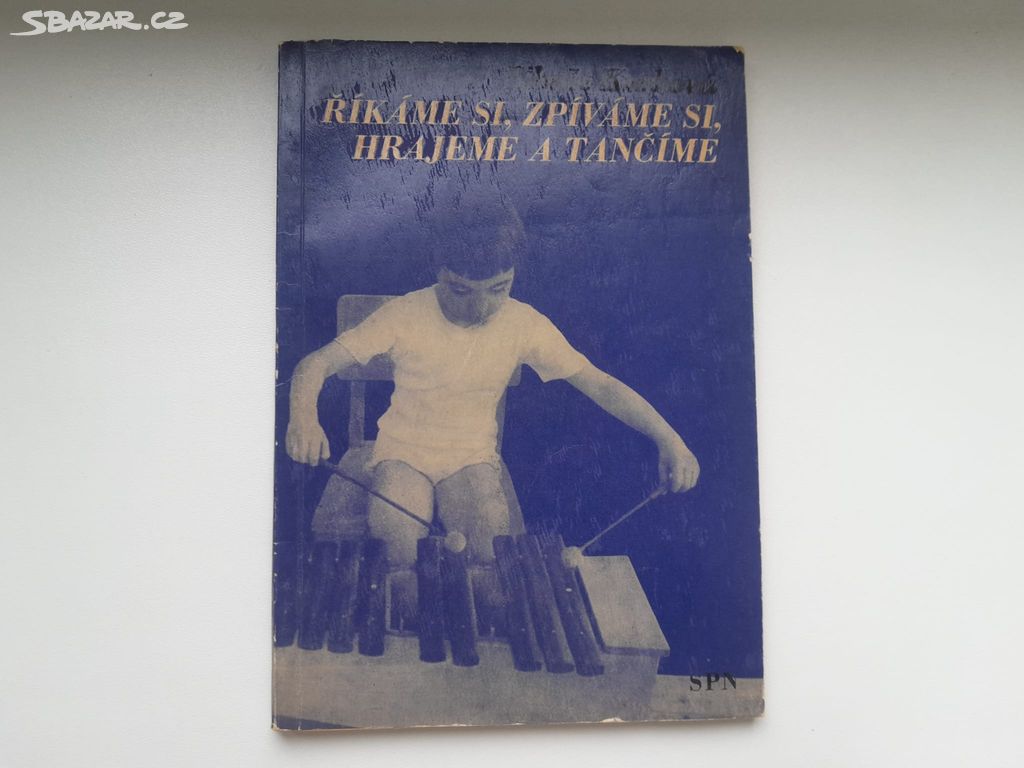 SBAZAR.CZ
ŘÍKÁME SI, ZPÍVÁME SI,
HRAJEME A TANČÍME
SPN